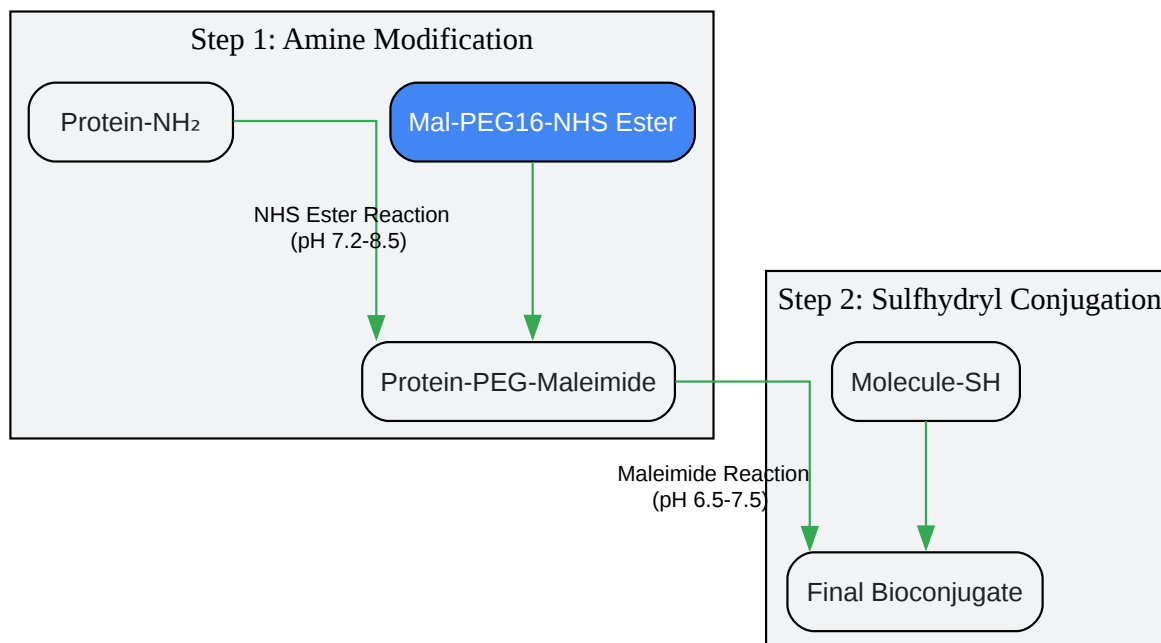 Step 1: Amine Modification
Protein-NH₂
Mal-PEG16-NHS Ester
NHS Ester Reaction
(pH 7.2-8.5)
Protein-PEG-Maleimide
Step 2: Sulfhydryl Conjugation
Molecule-SH
Maleimide Reaction
(pH 6.5-7.5)
Final Bioconjugate